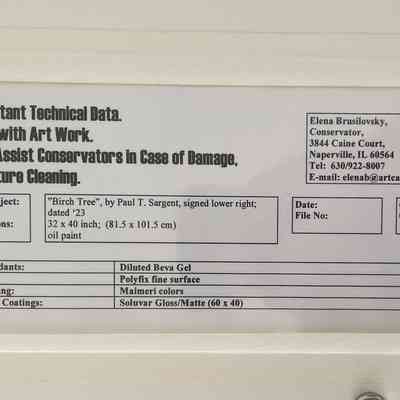 tant Technical Data.
with Art Work.
Assist Conservators in Case of Damage,
ture Cleaning.
Elena Brusilovsky,
Conservator,
3844 Caine Court,
Naperville, IL 60564
Tel: 630/922-8007
E-mail: elenab@artca
ject: "Birch Tree", by Paul T. Sargent, signed lower right;
dated '23
ons: 32 x 40 inch; (81.5 x 101.5 cm)
oil paint
Date:
File No:
dants: Diluted Beva Gel
Polyfix fine surface
ng: Maimeri colors
Coatings: Soluvar Gloss/Matte (60 x 40)